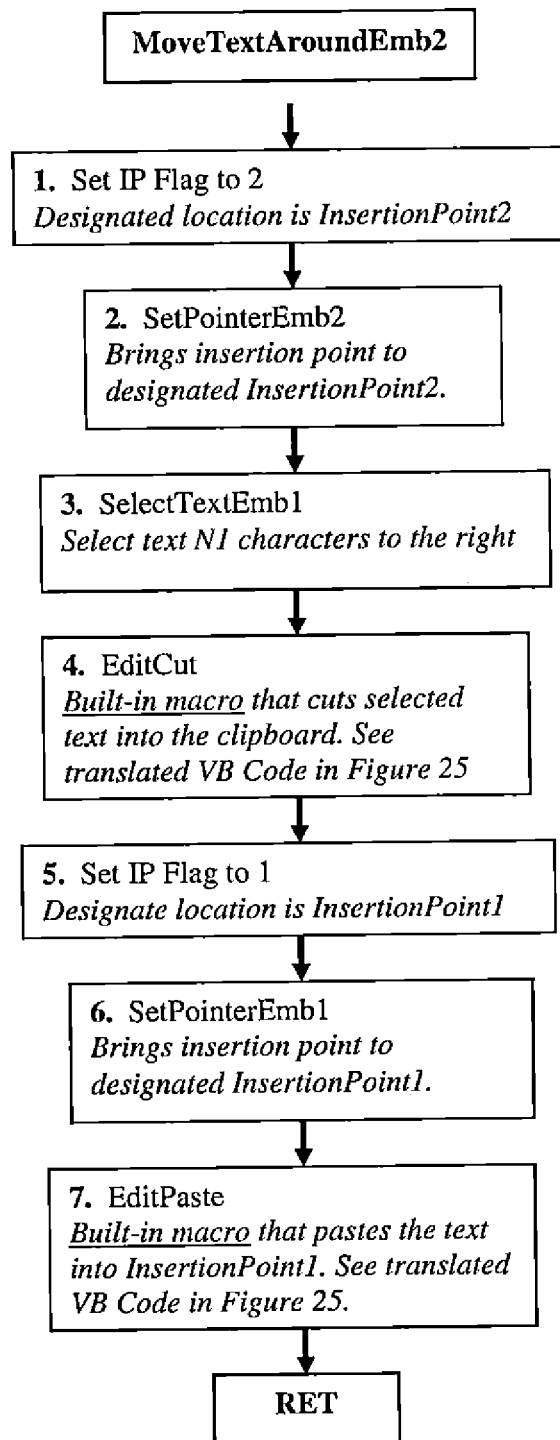 MoveTextAroundEmb2
1. Set IP Flag to 2
Designated location is InsertionPoint2
2. SetPointerEmb2
Brings insertion point to
designated InsertionPoint2.
3. SelectTextEmb1
Select text N1 characters to the right
4. EditCut
Built-in macro that cuts selected
text into the clipboard. See
translated VB Code in Figure 25
5. Set IP Flag to 1
Designate location is InsertionPoint1
6. SetPointerEmb1
Brings insertion point to
designated InsertionPoint1.
7. EditPaste
Built-in macro that pastes the text
into InsertionPoint1. See translated
VB Code in Figure 25.
RET